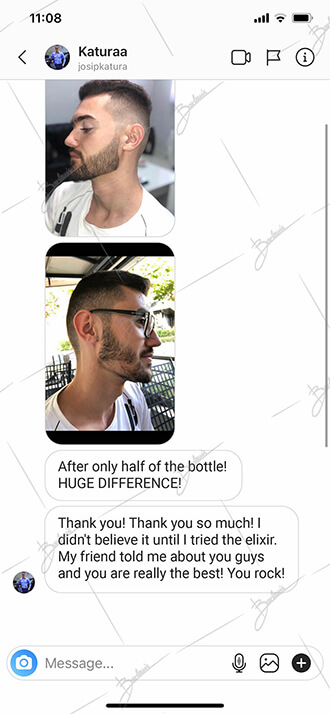 11:08
Katuraa
josipkatura
After only half of the bottle!
HUGE DIFFERENCE!
Thank you! Thank you so much! I
didn't believe it until I tried the elixir.
My friend told me about you guys
and you are really the best! You rock!
Message...